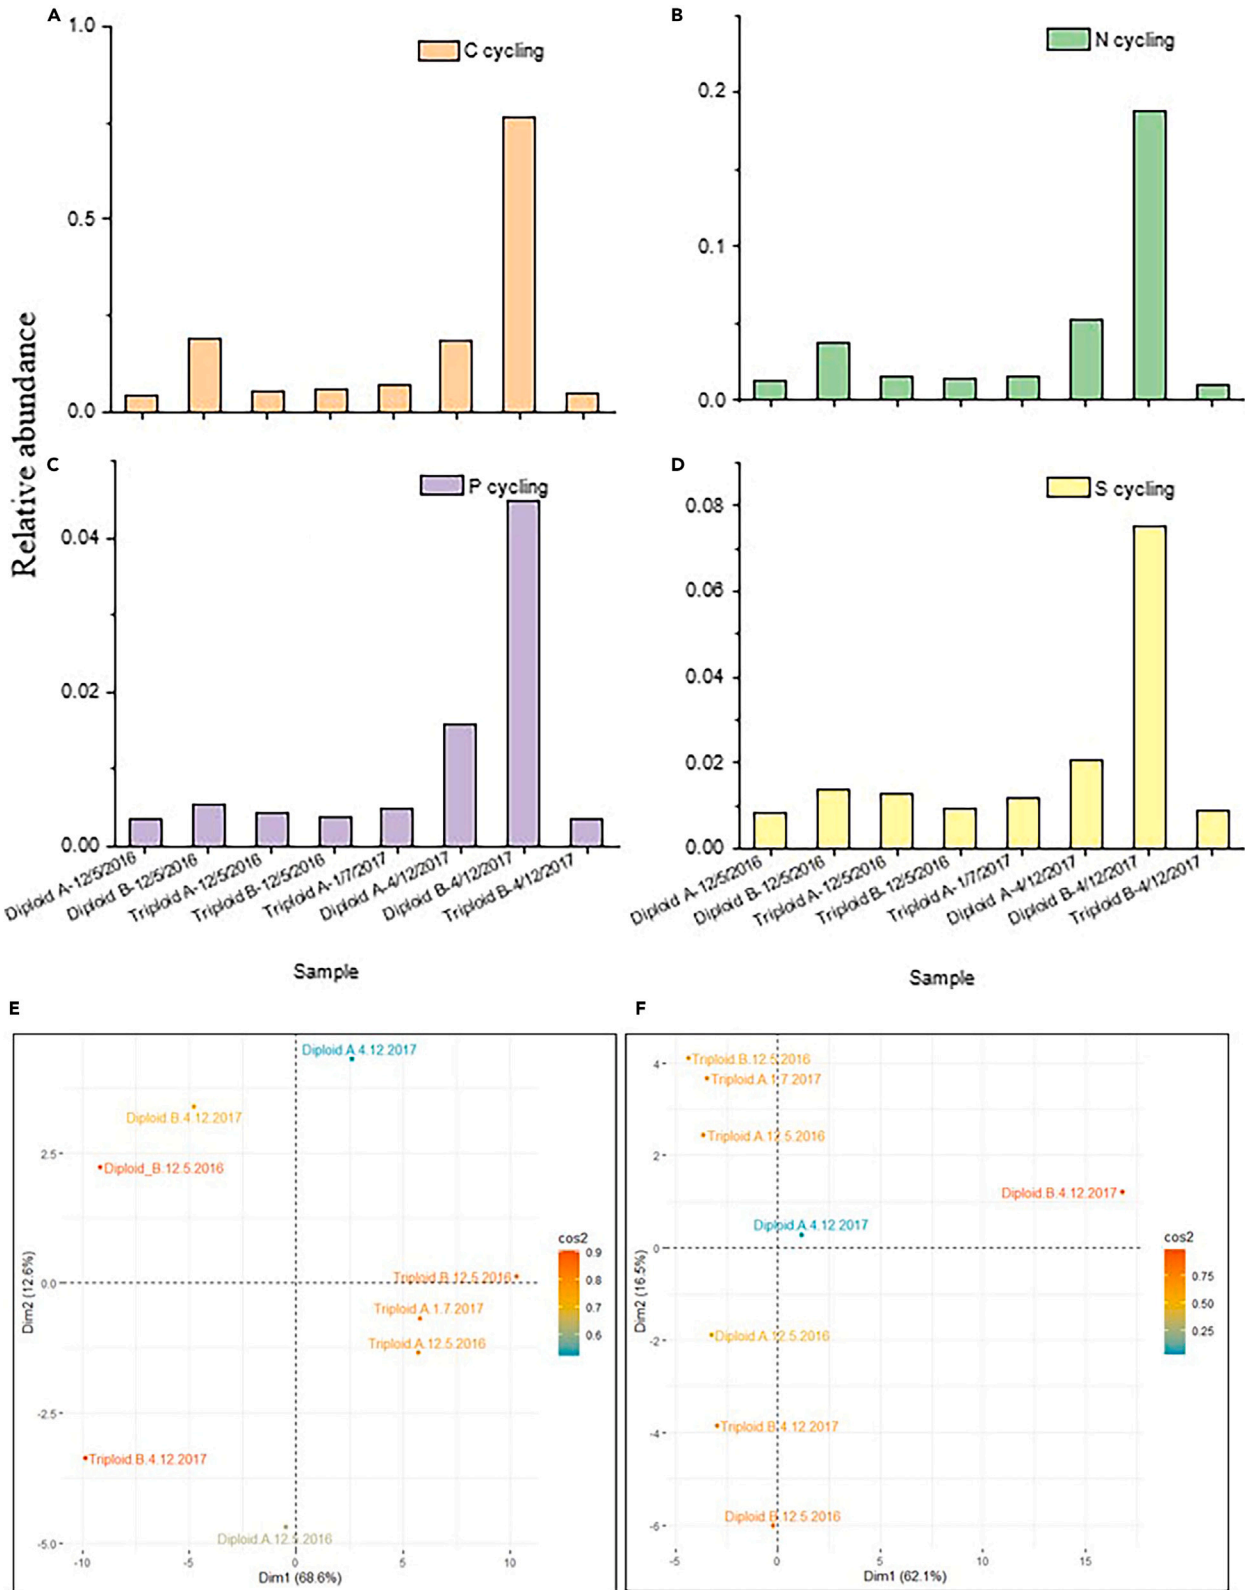 A
1.0
C cycling
0.5
0.0
B
N cycling
0.2
0.1
0.0
Relative abundance
C
P cycling
0.04
0.02
0.00
Diploid A-12/5/2016
Diploid B-12/5/2016
Triploid A-12/5/2016
Triploid B-12/5/2016
Triploid A-1/7/2017
Diploid A-4/12/2017
Diploid B-4/12/2017
Triploid B-4/12/2017
Sample
D
S cycling
0.08
0.06
0.04
0.02
0.00
Diploid A-12/5/2016
Diploid B-12/5/2016
Triploid A-12/5/2016
Triploid B-12/5/2016
Triploid A-1/7/2017
Diploid A-4/12/2017
Diploid B-4/12/2017
Triploid B-4/12/2017
Sample
E
Diploid.A.4.12.2017
Diploid.B.4.12.2017
Diploid_B.12.5.2016
Triploid.B.12.5.2016
Triploid.A.1.7.2017
Triploid.A.12.5.2016
Triploid.B.4.12.2017
Diploid.A.12.5.2016
2.5
0.0
-2.5
-5.0
Dim2 (12.6%)
-10 -5 0 5 10
Dim1 (68.6%)
cos2
0.9
0.8
0.7
0.6
F
Triploid.B.12.5.2016
Triploid.A.1.7.2017
Triploid.A.12.5.2016
Diploid.B.4.12.2017
Diploid.A.4.12.2017
Diploid.A.12.5.2016
Triploid.B.4.12.2017
Diploid.B.12.5.2016
4
2
0
-2
-4
-6
Dim2 (16.5%)
-5 0 5 10 15
Dim1 (62.1%)
cos2
0.75
0.50
0.25